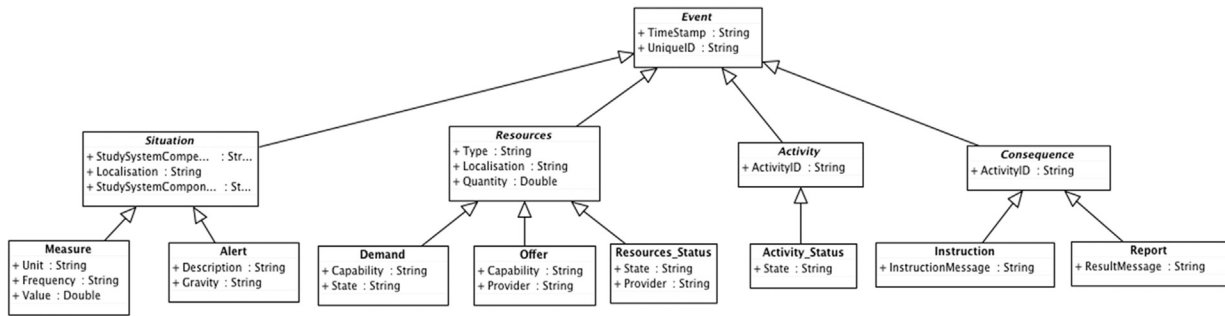 Event
+ TimeStamp : String
+ UniqueID : String
Situation
+ StudySystemCompe... : Str...
+ Localisation : String
+ StudySystemCompon... : St...
Resources
+ Type : String
+ Localisation : String
+ Quantity : Double
Activity
+ ActivityID : String
Consequence
+ ActivityID : String
Measure
+ Unit : String
+ Frequency : String
+ Value : Double
Alert
+ Description : String
+ Gravity : String
Demand
+ Capability : String
+ State : String
Offer
+ Capability : String
+ Provider : String
Resources_Status
+ State : String
+ Provider : String
Activity_Status
+ State : String
Instruction
+ InstructionMessage : String
Report
+ ResultMessage : String